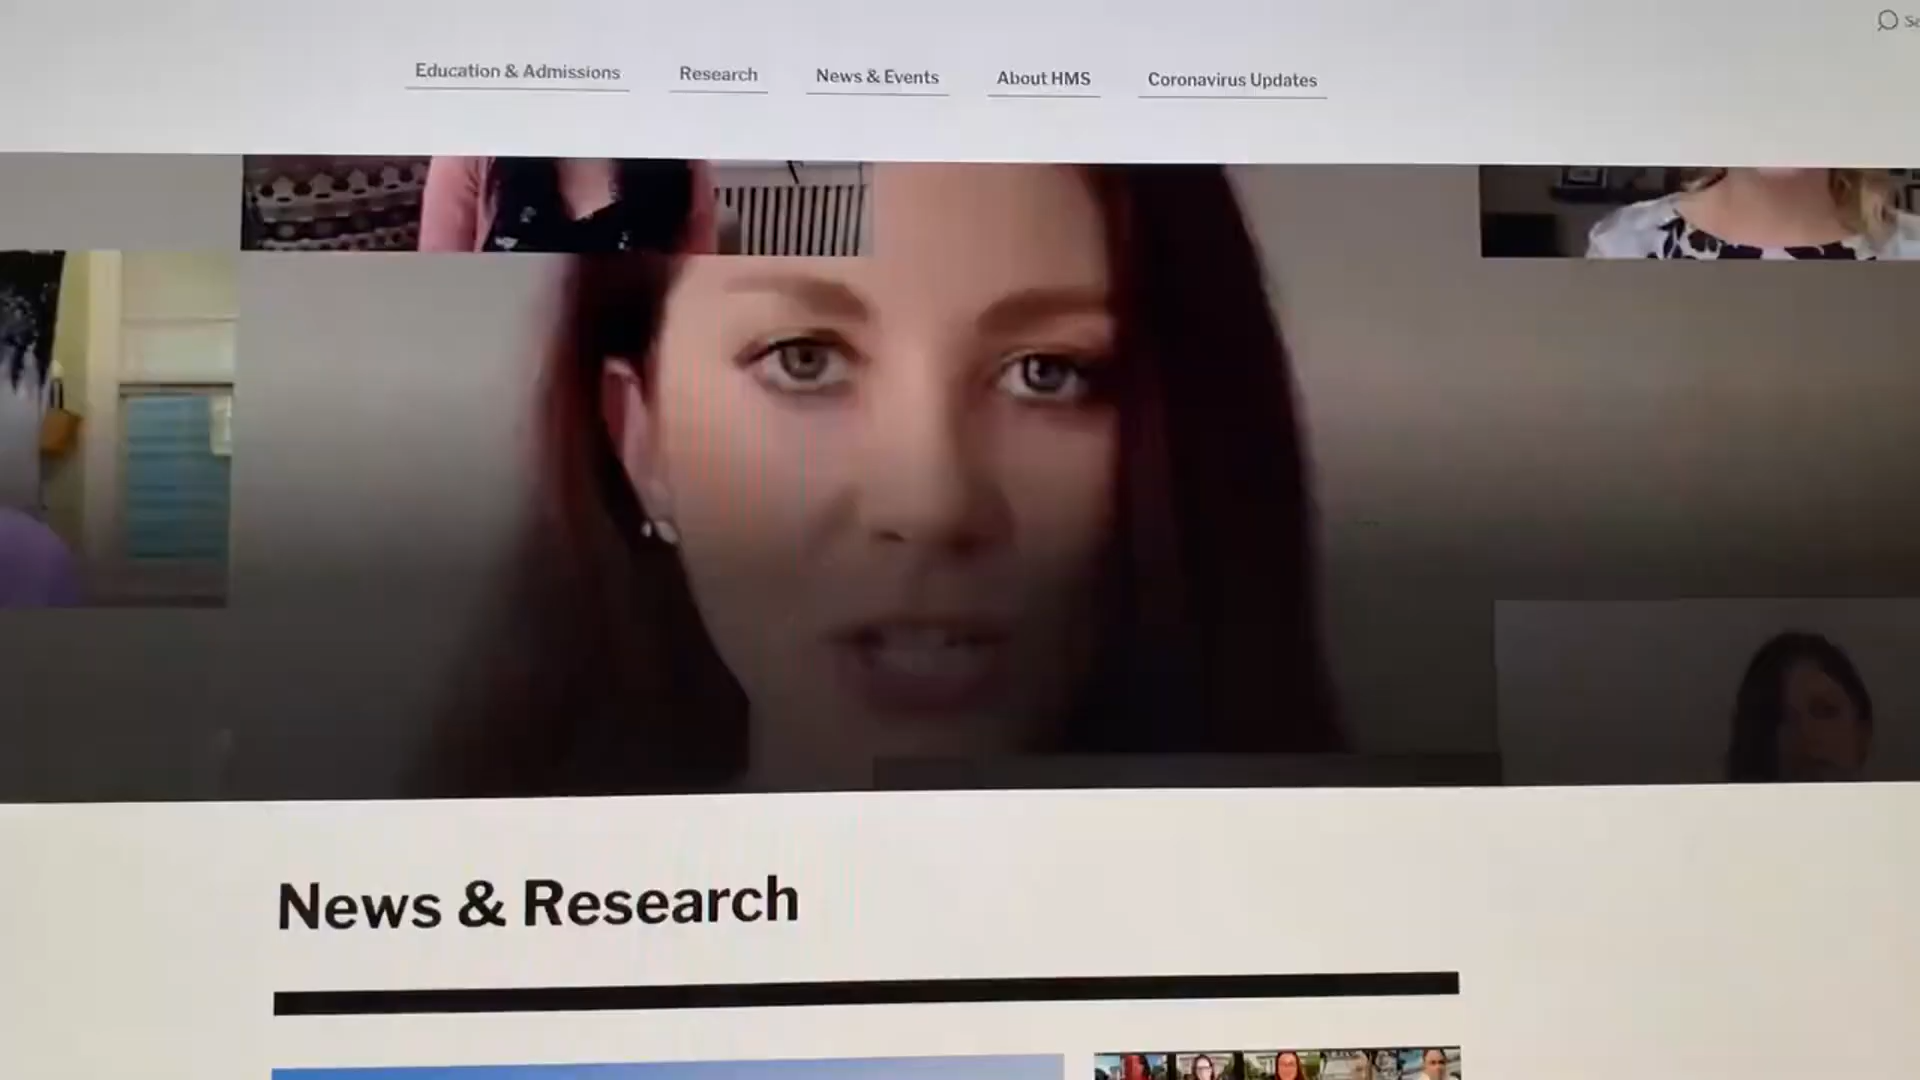 Education & Admissions
Research
News & Events
About HMS
Coronavirus Updates
News & Research